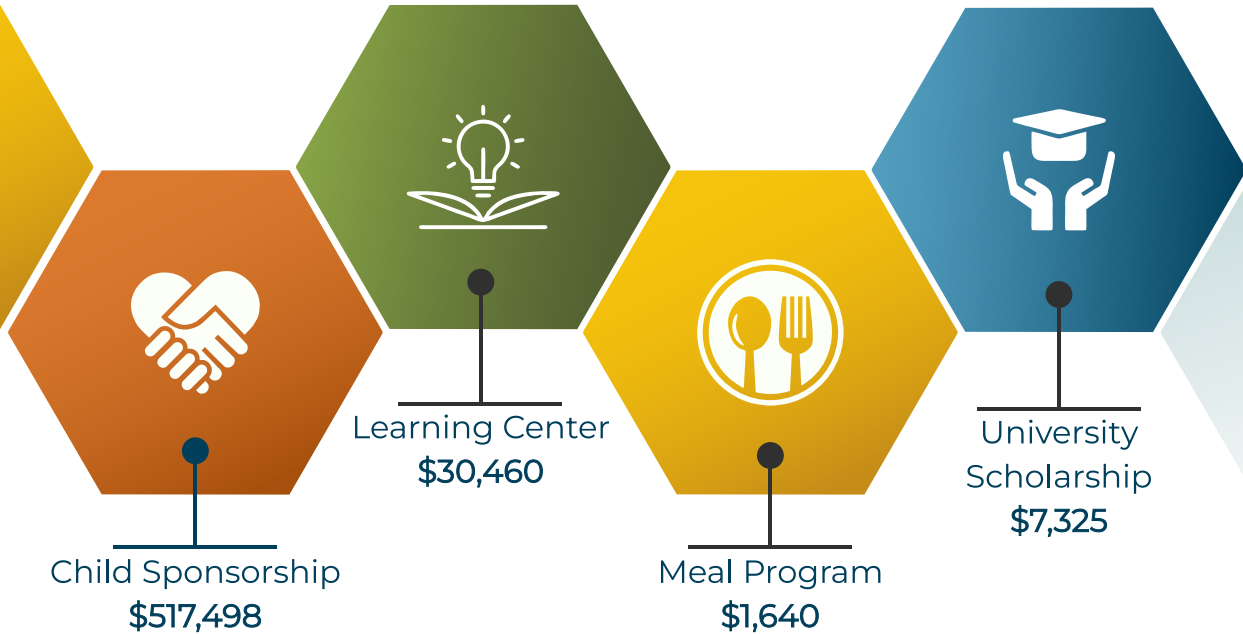 Child Sponsorship
$517,498
Learning Center
$30,460
Meal Program
$1,640
University
Scholarship
$7,325